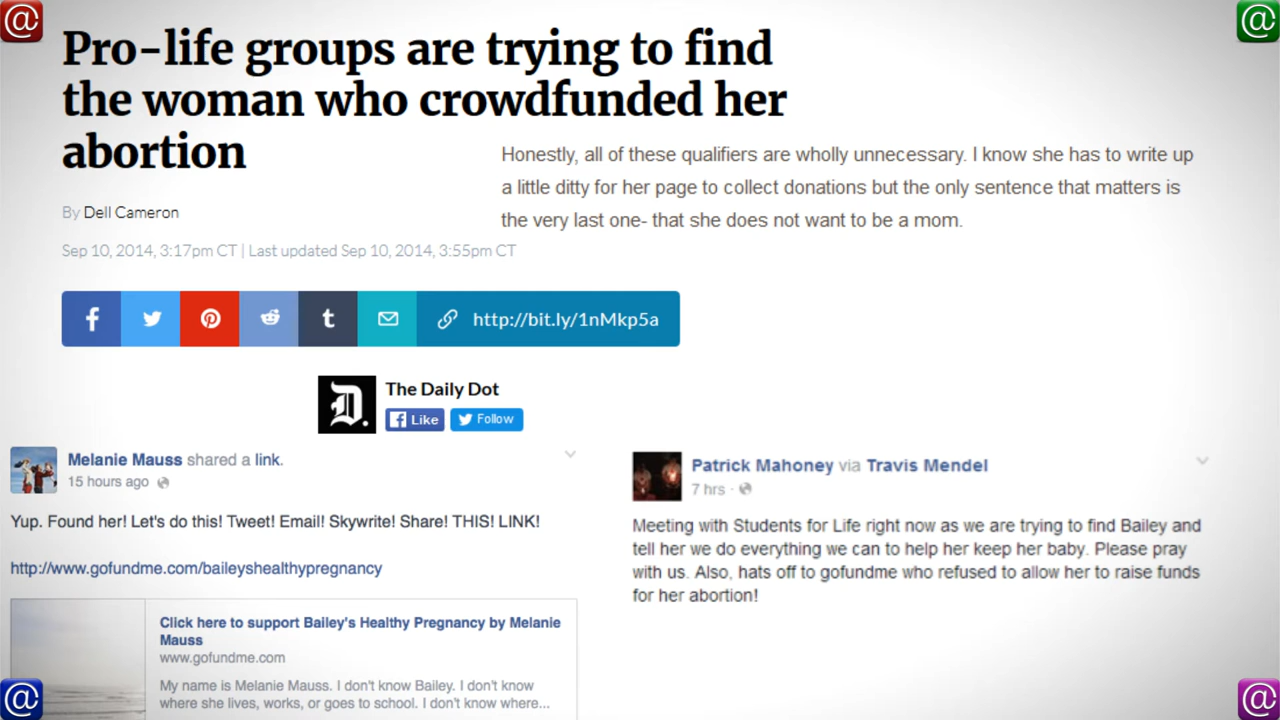 Pro-life groups are trying to find
the woman who crowdfunded her
abortion
Honestly, all of these qualifiers are wholly unnecessary. I know she has to write up
a little ditty for her page to collect donations but the only sentence that matters is
the very last one- that she does not want to be a mom.
By Dell Cameron
Sep 10, 2014, 3:17pm CT | Last updated Sep 10, 2014, 3:55pm CT
http://bit.ly/1nMkp5a
The Daily Dot
Like Follow
Melanie Mauss shared a link.
15 hours ago
Yup. Found her! Let's do this! Tweet! Email! Skywrite! Share! THIS! LINK!
http://www.gofundme.com/baileyshealthypregnancy
Click here to support Bailey's Healthy Pregnancy by Melanie
Mauss
www.gofundme.com
My name is Melanie Mauss. I don't know Bailey. I don't know
where she lives, works, or goes to school. I don't know where...
Patrick Mahoney via Travis Mendel
7 hrs ·
Meeting with Students for Life right now as we are trying to find Bailey and
tell her we do everything we can to help her keep her baby. Please pray
with us. Also, hats off to gofundme who refused to allow her to raise funds
for her abortion!